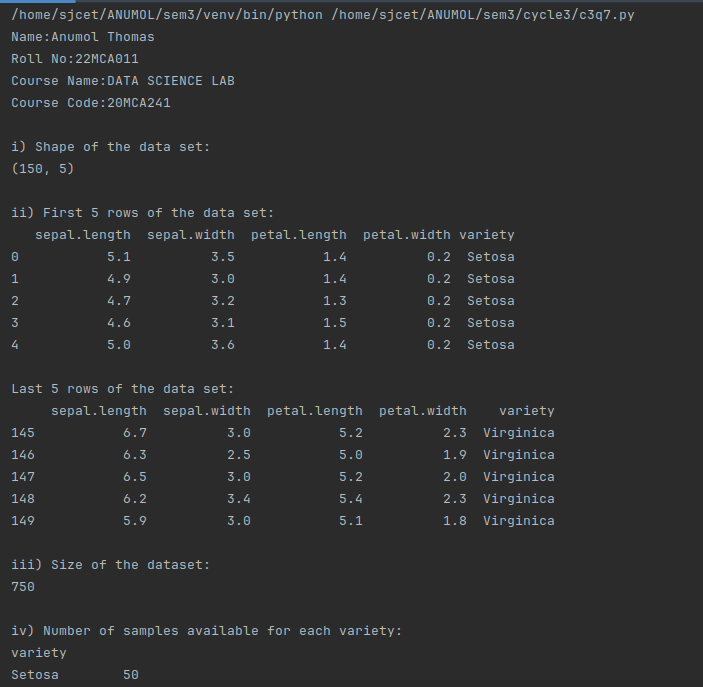 /home/sjcet/ANUMOL/sem3/venv/bin/python /home/sjcet/ANUMOL/sem3/cycle3/c3q7.py
Name:Anumol Thomas
Roll No:22MCA011
Course Name:DATA SCIENCE LAB
Course Code:20MCA241

i) Shape of the data set:
(150, 5)

ii) First 5 rows of the data set:
   sepal.length  sepal.width  petal.length  petal.width variety
0           5.1          3.5           1.4          0.2  Setosa
1           4.9          3.0           1.4          0.2  Setosa
2           4.7          3.2           1.3          0.2  Setosa
3           4.6          3.1           1.5          0.2  Setosa
4           5.0          3.6           1.4          0.2  Setosa

Last 5 rows of the data set:
     sepal.length  sepal.width  petal.length  petal.width    variety
145           6.7          3.0           5.2          2.3  Virginica
146           6.3          2.5           5.0          1.9  Virginica
147           6.5          3.0           5.2          2.0  Virginica
148           6.2          3.4           5.4          2.3  Virginica
149           5.9          3.0           5.1          1.8  Virginica

iii) Size of the dataset:
750

iv) Number of samples available for each variety:
variety
Setosa        50